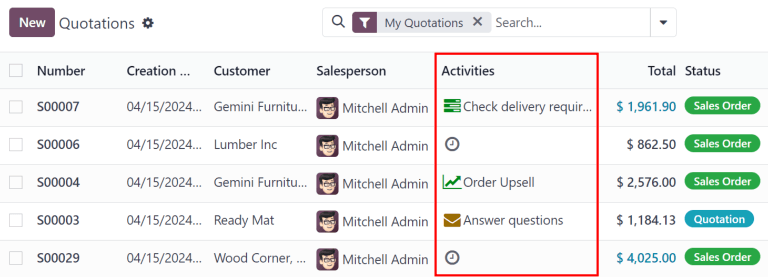 New Quotations My Quotations Search...
Number Creation ... Customer Salesperson Activities Total Status
S00007 04/15/2024... Gemini Furnitu... Mitchell Admin Check delivery requir... $ 1,961.90 Sales Order
S00006 04/15/2024... Lumber Inc Mitchell Admin $ 862.50 Sales Order
S00004 04/15/2024... Gemini Furnitu... Mitchell Admin Order Upsell $ 2,576.00 Sales Order
S00003 04/15/2024... Ready Mat Mitchell Admin Answer questions $ 1,184.13 Quotation
S00029 04/15/2024... Wood Corner, ... Mitchell Admin $ 4,025.00 Sales Order